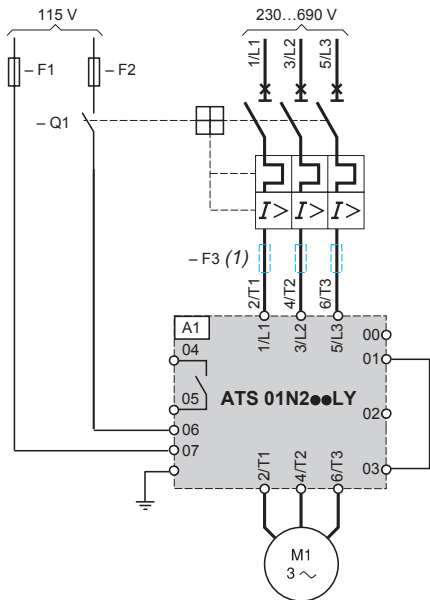 115 V
230...690 V
1/L1
3/L2
5/L3
– F1
– F2
– Q1
I>
I>
I>
– F3 (1)
2/T1
4/T2
6/T3
A1
1/L1
3/L2
5/L3
00
04
01
05
ATS 01N2●●LY
02
06
07
03
2/T1
4/T2
6/T3
M1
3 ~